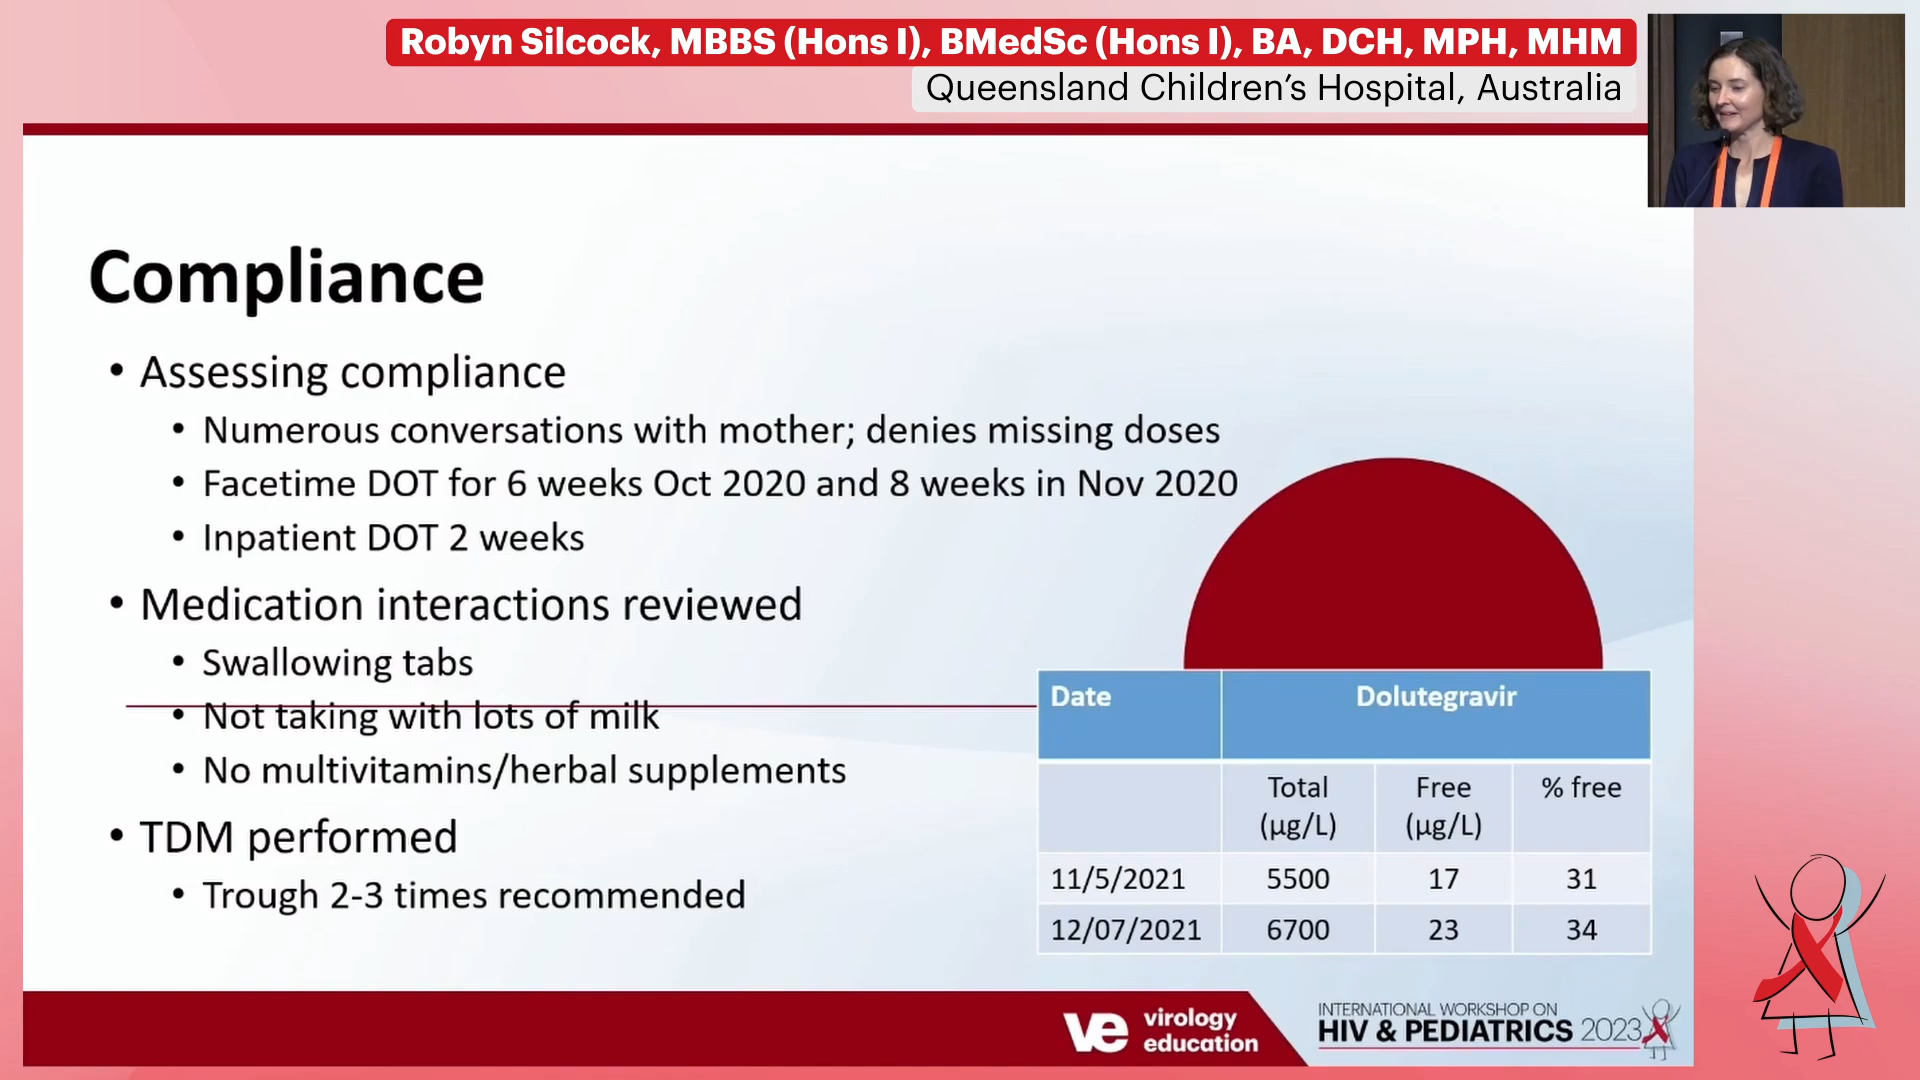 Robyn Silcock, MBBS (Hons I), BMedSc (Hons I), BA, DCH, MPH, MHM
Queensland Children's Hospital, Australia
Compliance
• Assessing compliance
• Numerous conversations with mother; denies missing doses
• Facetime DOT for 6 weeks Oct 2020 and 8 weeks in Nov 2020
• Inpatient DOT 2 weeks
• Medication interactions reviewed
• Swallowing tabs
• Not taking with lots of milk
• No multivitamins/herbal supplements
• TDM performed
• Trough 2-3 times recommended
Date Dolutegravir
Total (µg/L) Free (µg/L) % free
11/5/2021 5500 17 31
12/07/2021 6700 23 34
ve virology education
INTERNATIONAL WORKSHOP ON
HIV & PEDIATRICS 2023